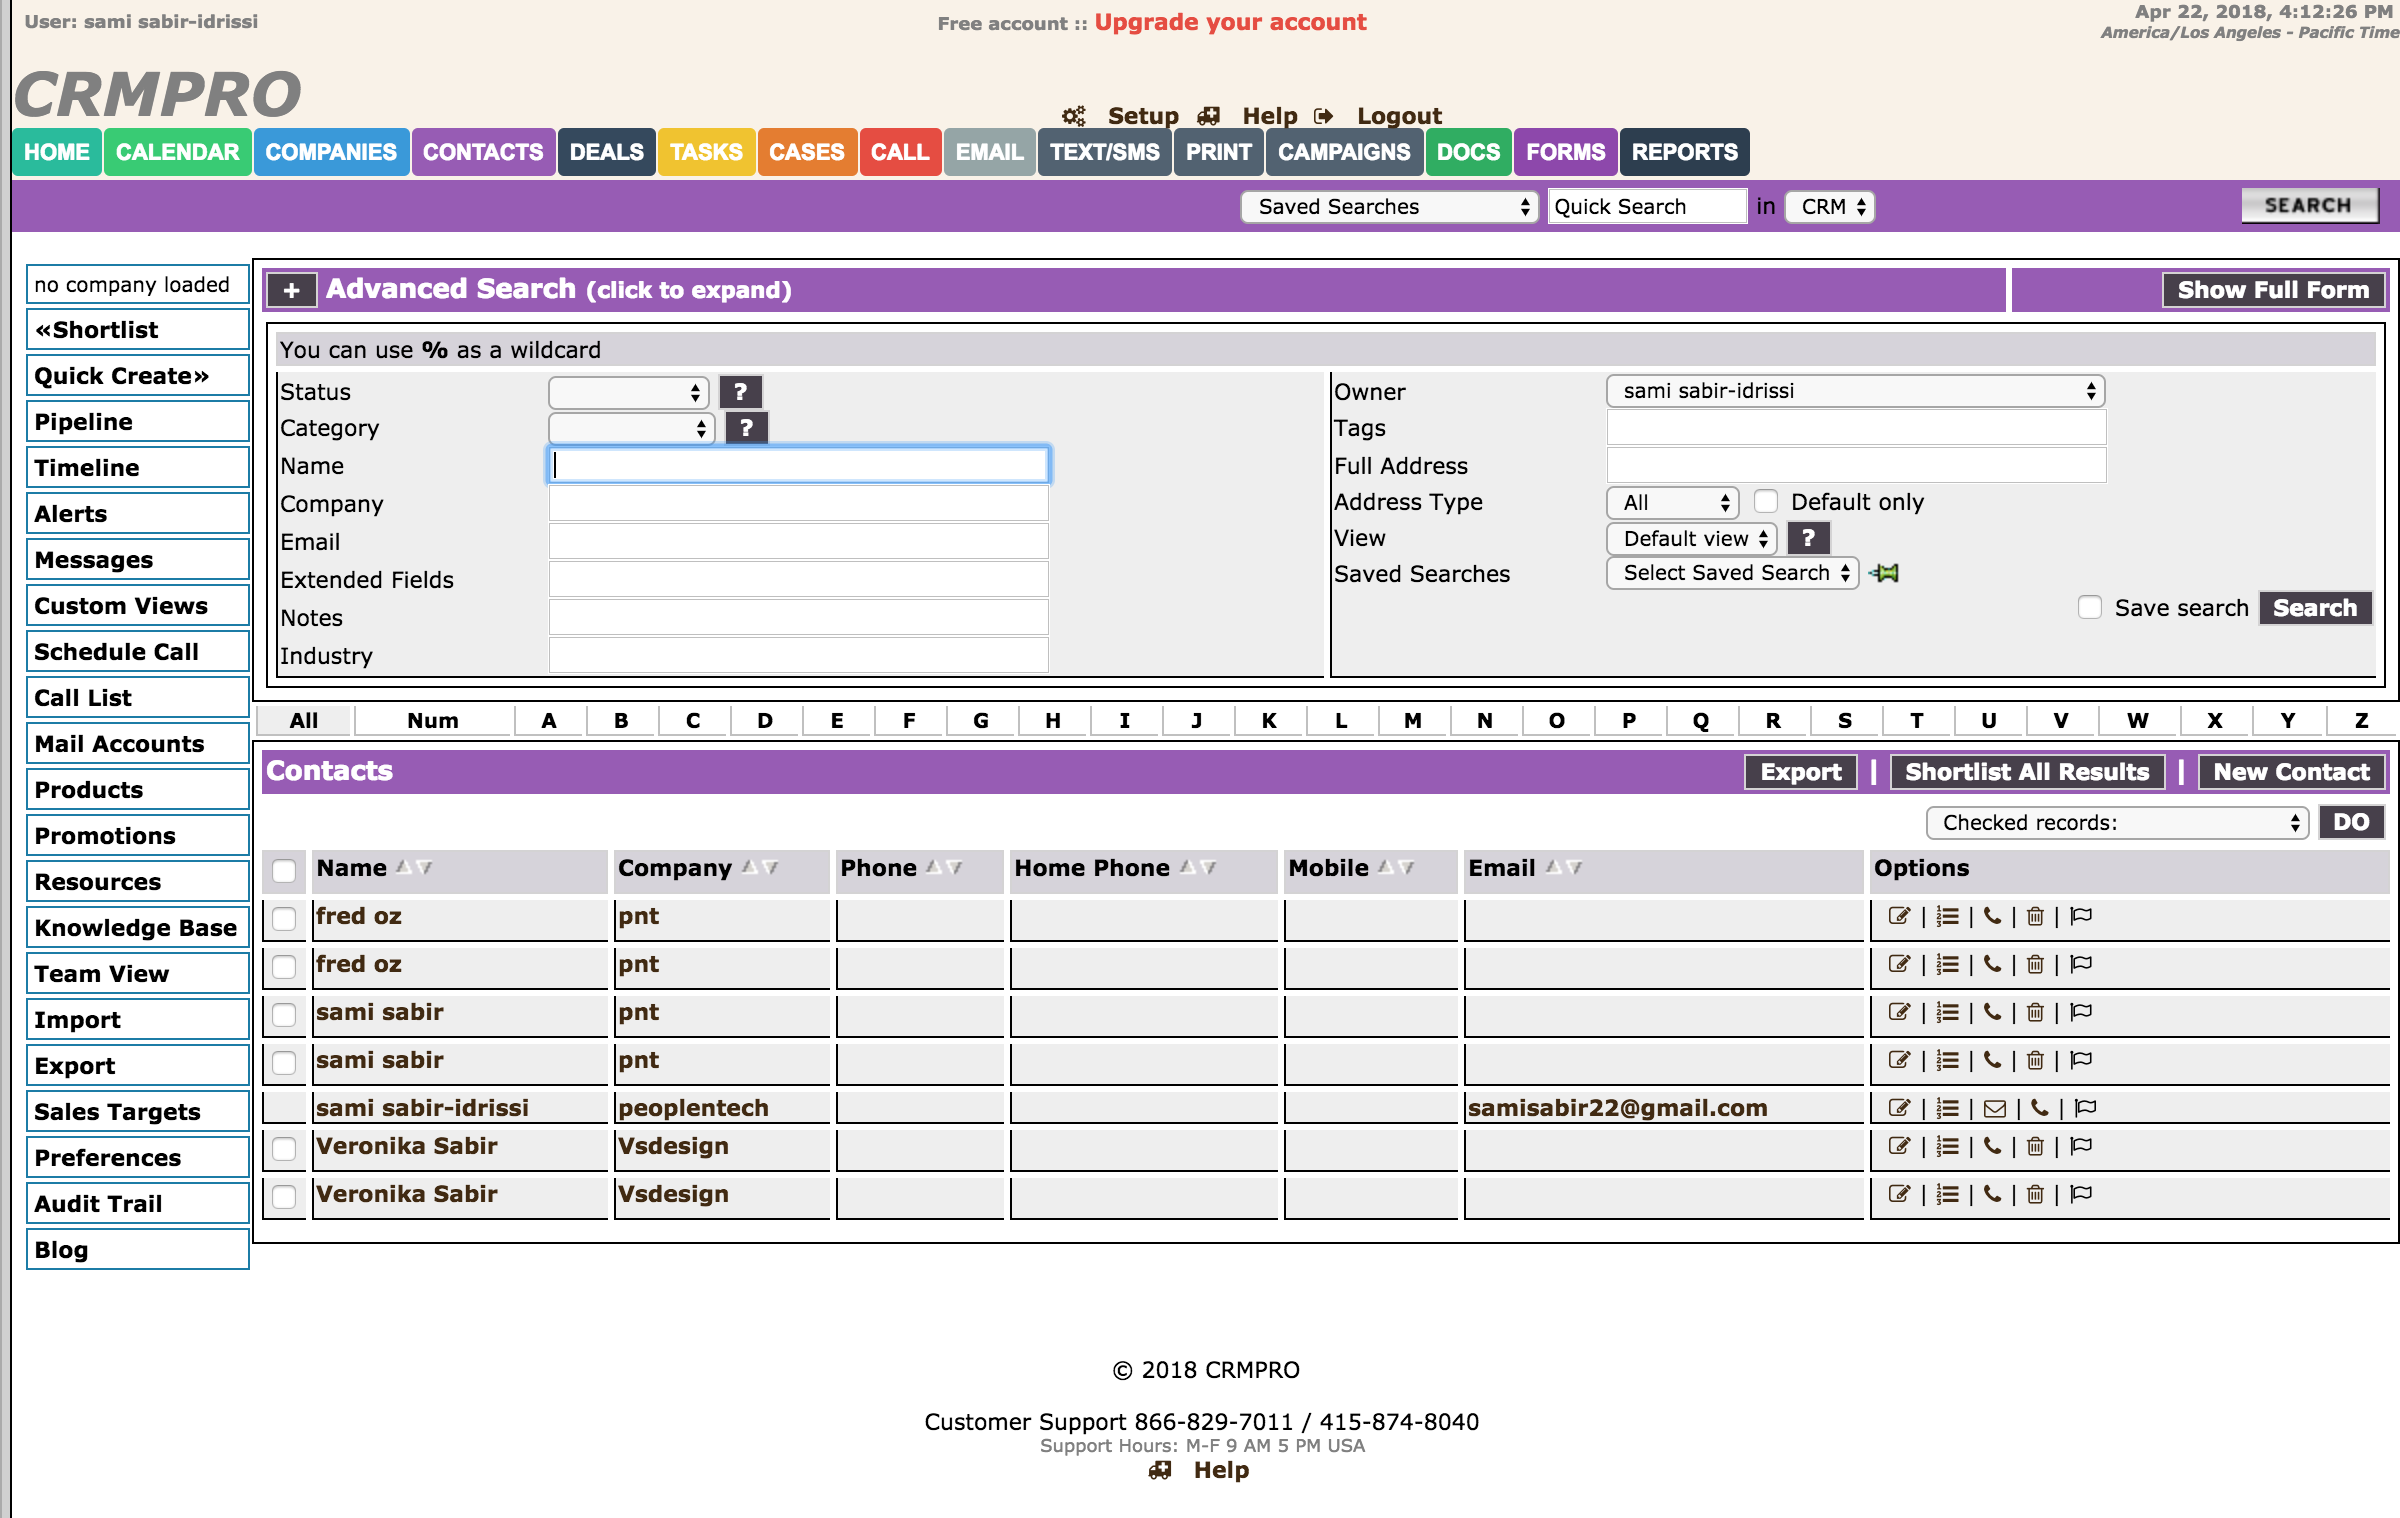 User: sami sabir-idrissi
Free account :: Upgrade your account
Apr 22, 2018, 4:12:26 PM
America/Los Angeles - Pacific Time
CRMPRO
Setup Help Logout
HOME CALENDAR COMPANIES CONTACTS DEALS TASKS CASES CALL EMAIL TEXT/SMS PRINT CAMPAIGNS DOCS FORMS REPORTS
Saved Searches Quick Search in CRM SEARCH
no company loaded
«Shortlist
Quick Create»
Pipeline
Timeline
Alerts
Messages
Custom Views
Schedule Call
Call List
Mail Accounts
Products
Promotions
Resources
Knowledge Base
Team View
Import
Export
Sales Targets
Preferences
Audit Trail
Blog
+ Advanced Search (click to expand) Show Full Form
You can use % as a wildcard
Status ?
Category ?
Name
Company
Email
Extended Fields
Notes
Industry
Owner sami sabir-idrissi
Tags
Full Address
Address Type All Default only
View Default view ?
Saved Searches Select Saved Search
Save search Search
All Num A B C D E F G H I J K L M N O P Q R S T U V W X Y Z
Contacts Export | Shortlist All Results | New Contact
Checked records: DO
Name Company Phone Home Phone Mobile Email Options
fred oz pnt | | | |
fred oz pnt | | | |
sami sabir pnt | | | |
sami sabir pnt | | | |
sami sabir-idrissi peoplentech samisabir22@gmail.com | | | |
Veronika Sabir Vsdesign | | | |
Veronika Sabir Vsdesign | | | |
© 2018 CRMPRO
Customer Support 866-829-7011 / 415-874-8040
Support Hours: M-F 9 AM 5 PM USA
Help